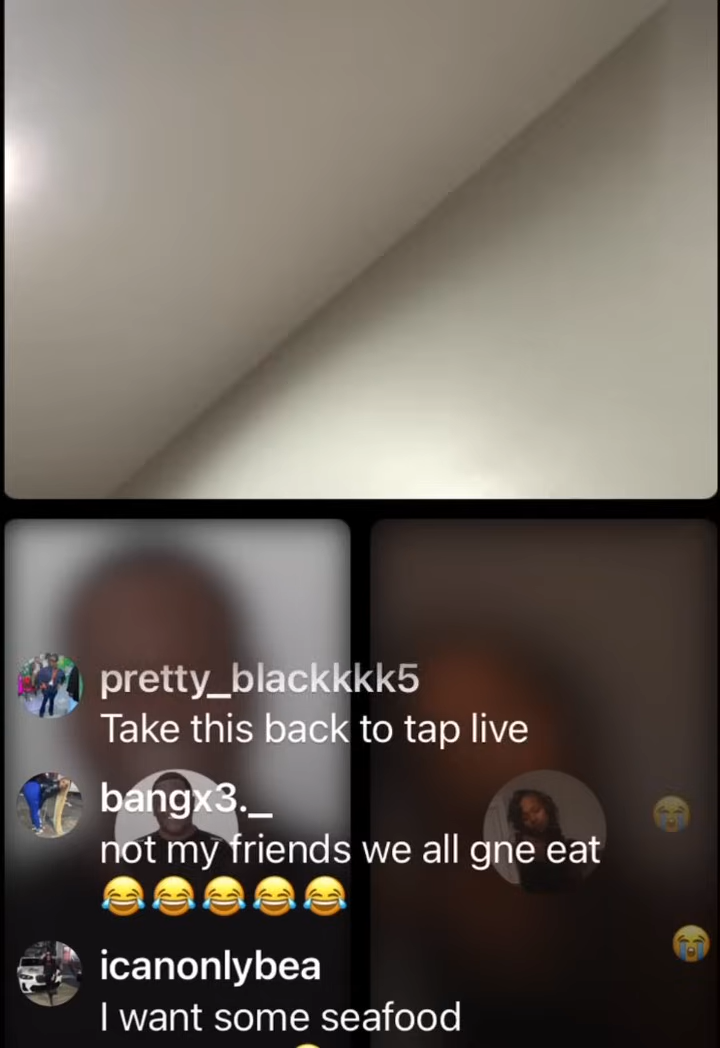 pretty_blackkkk5
Take this back to tap live
bangx3._
not my friends we all gne eat
😂😂😂😂😂
icanonlybea
I want some seafood